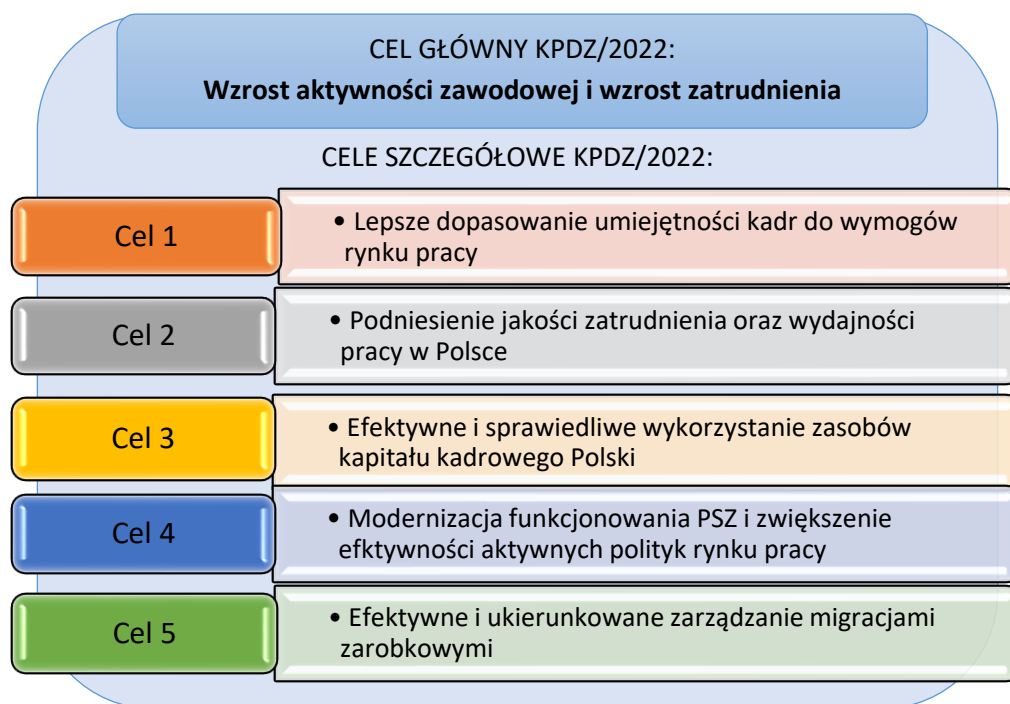 CEL GŁÓWNY KPDZ/2022:
Wzrost aktywności zawodowej i wzrost zatrudnienia
CELE SZCZEGÓŁOWE KPDZ/2022:
Cel 1
• Lepsze dopasowanie umiejętności kadr do wymogów
rynku pracy
Cel 2
• Podniesienie jakości zatrudnienia oraz wydajności
pracy w Polsce
Cel 3
• Efektywne i sprawiedliwe wykorzystanie zasobów
kapitału kadrowego Polski
Cel 4
• Modernizacja funkcjonowania PSZ i zwiększenie
efktywności aktywnych polityk rynku pracy
Cel 5
• Efektywne i ukierunkowane zarządzanie migracjami
zarobkowymi